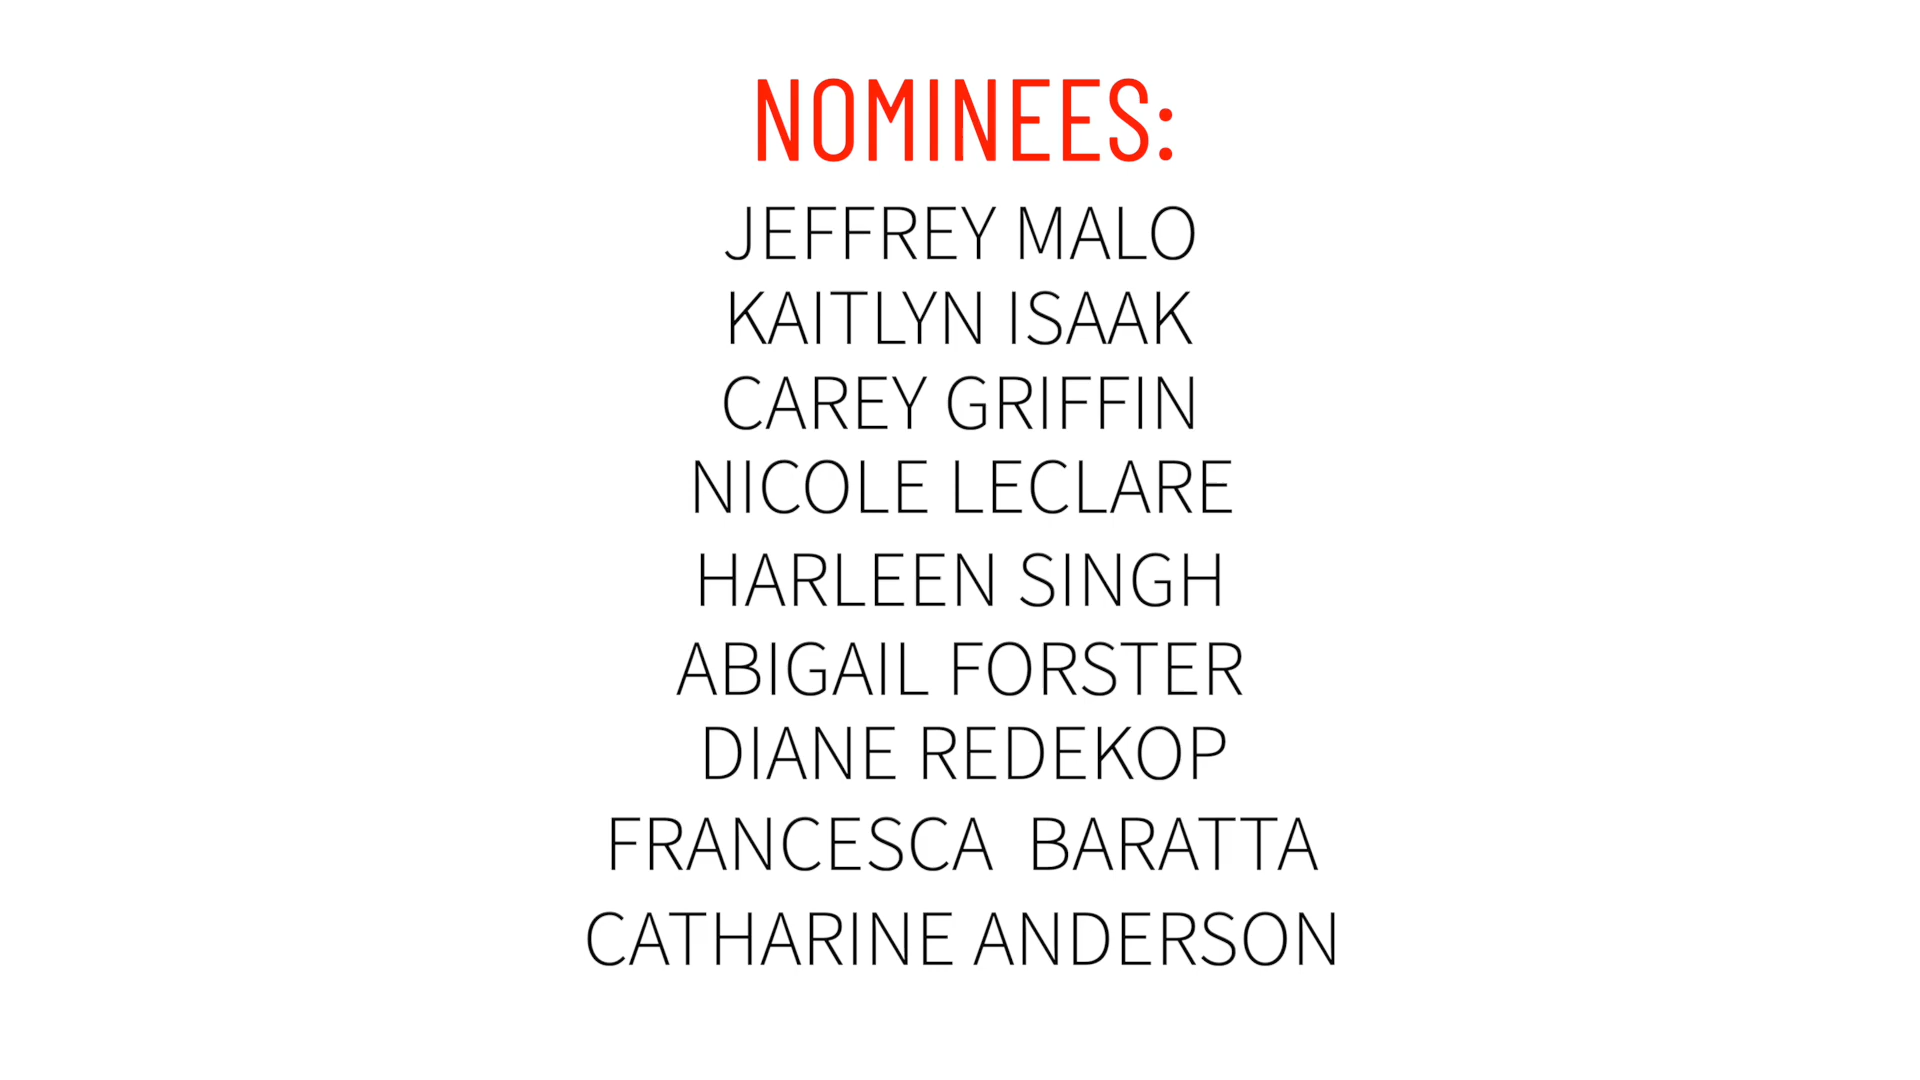 NOMINEES:
JEFFREY MALO
KAITLYN ISAAK
CAREY GRIFFIN
NICOLE LECLARE
HARLEEN SINGH
ABIGAIL FORSTER
DIANE REDEKOP
FRANCESCA  BARATTA
CATHARINE ANDERSON